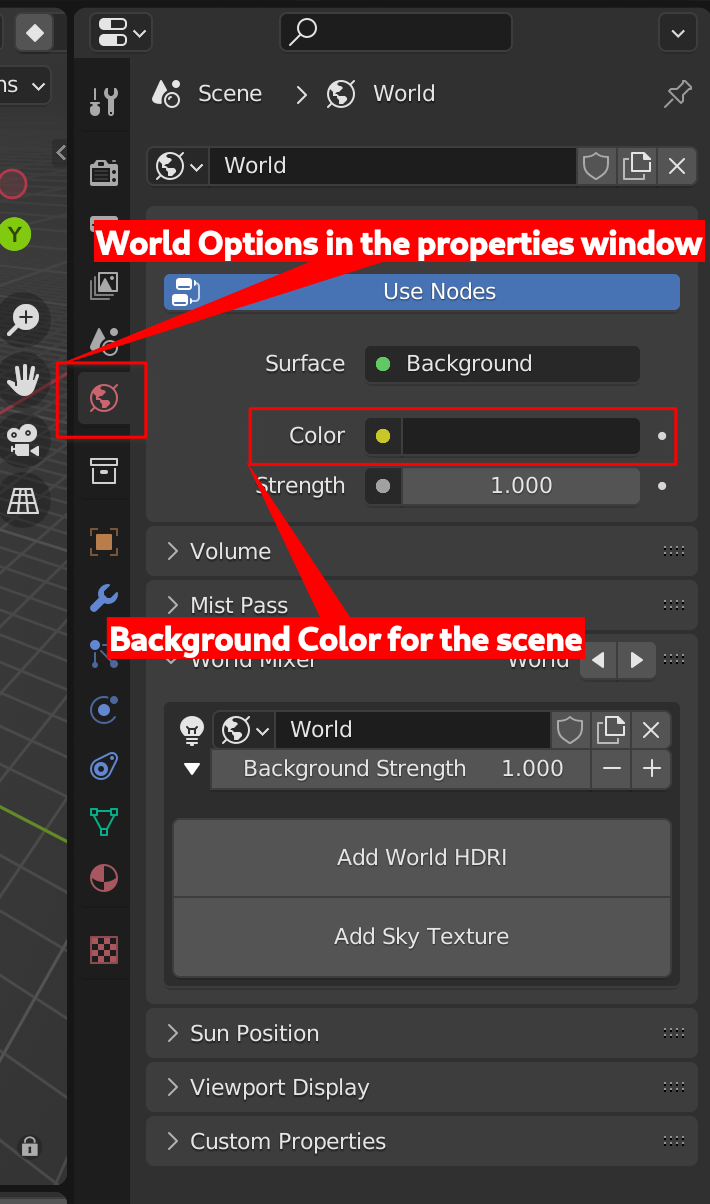 ns
Scene
World
World
Y
World Options in the properties window
Use Nodes
Surface
Background
Color
Strength
1.000
Volume
Mist Pass
Background Color for the scene
World Mixer
World
World
Background Strength
1.000
Add World HDRI
Add Sky Texture
Sun Position
Viewport Display
Custom Properties